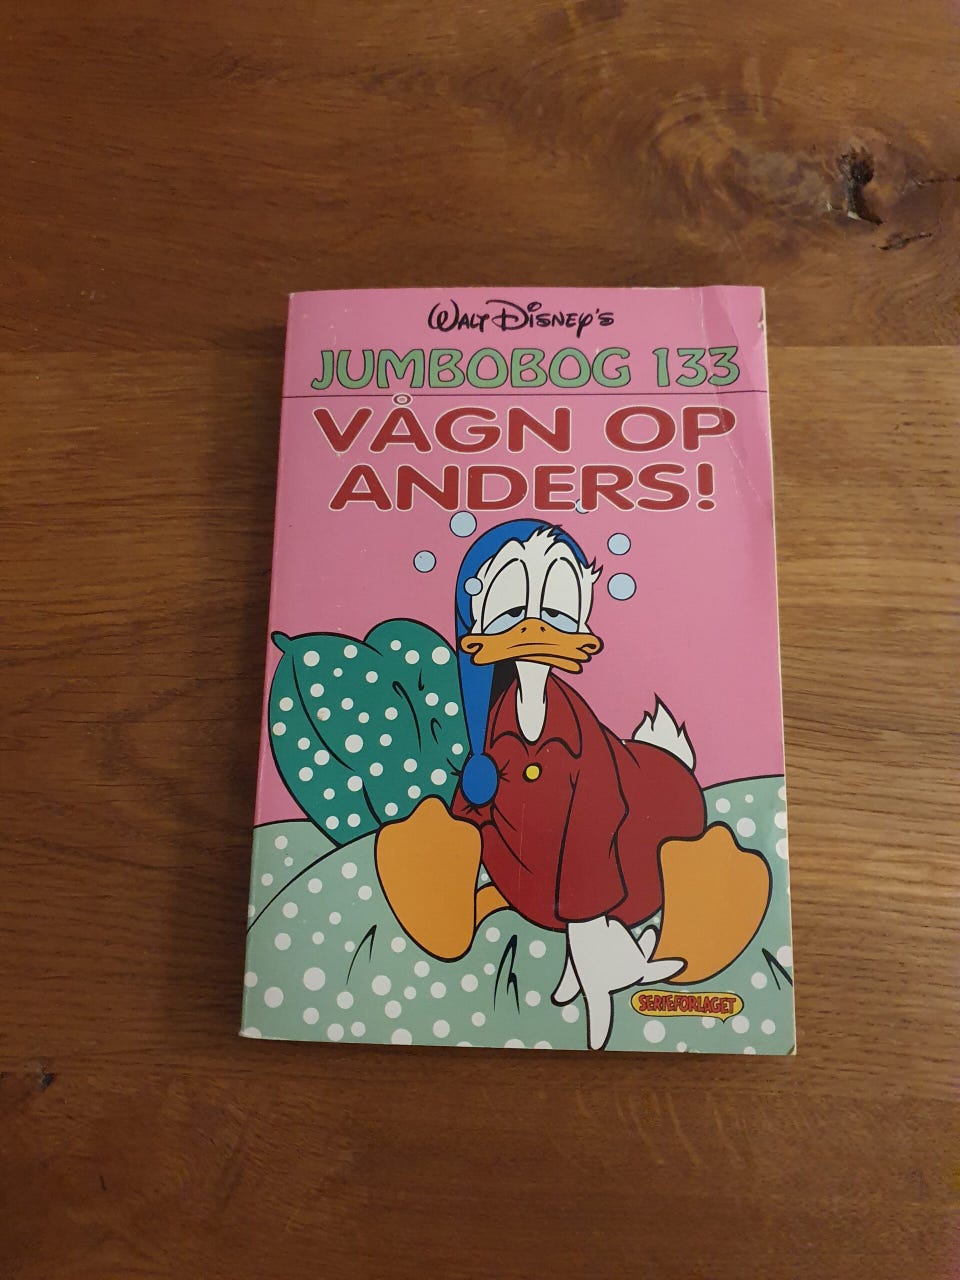 Walt Disney's
JUMBOBOG 133
VÅGN OP
ANDERS!
SERIEFORLAGET